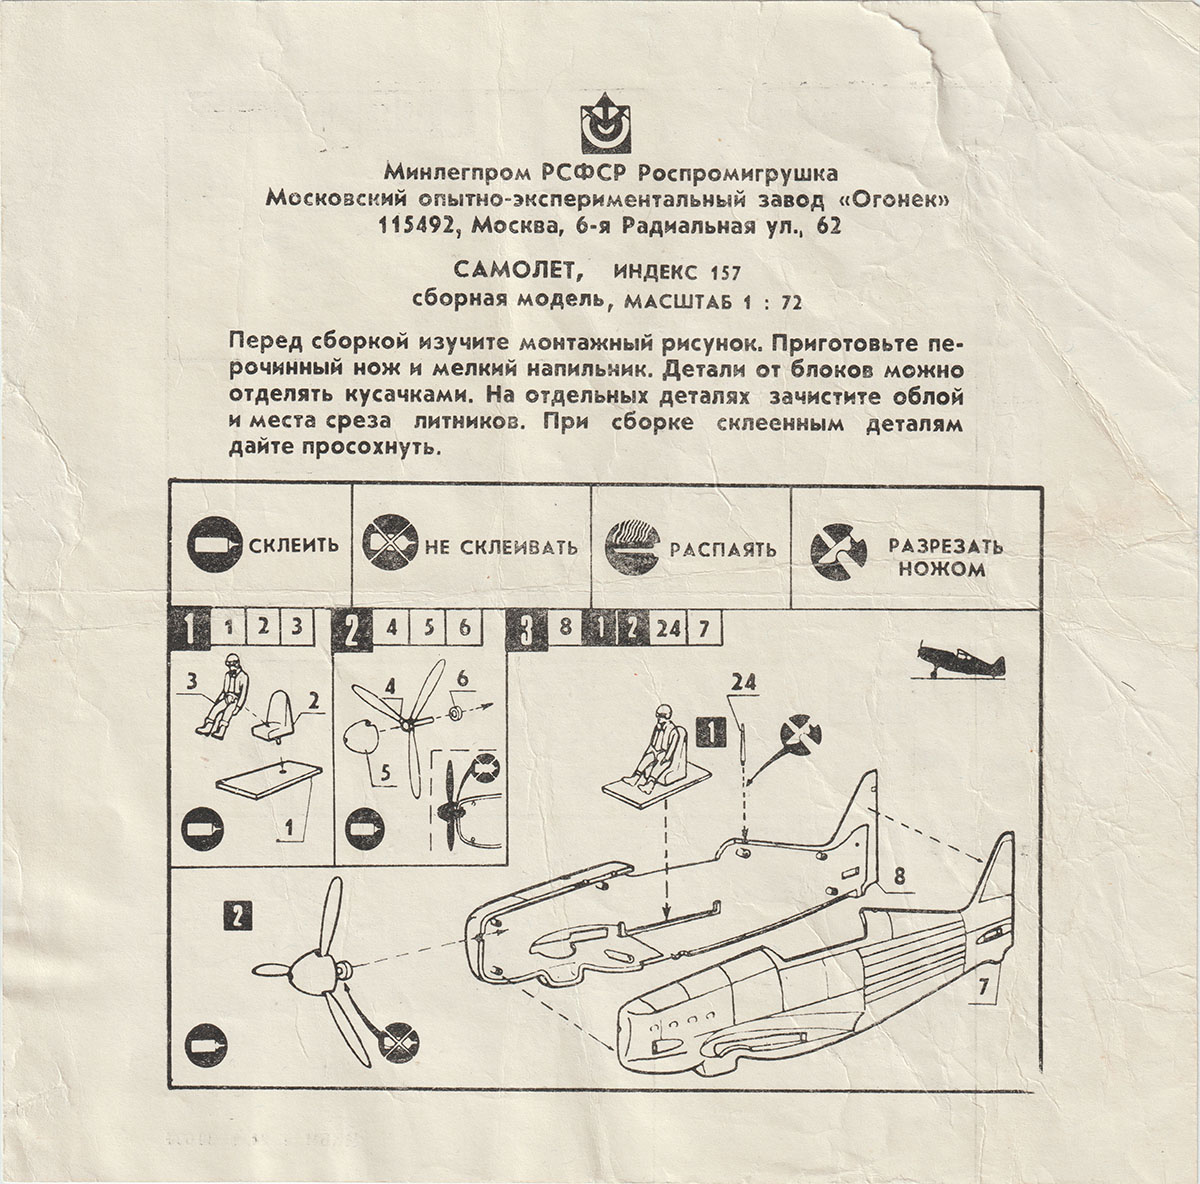 Минлегпром РСФСР Роспромигрушка
Московский опытно-экспериментальный завод «Огонек»
115492, Москва, 6-я Радиальная ул., 62
САМОЛЕТ, ИНДЕКС 157
сборная модель, МАСШТАБ 1 : 72
Перед сборкой изучите монтажный рисунок. Приготовьте пе-
рочинный нож и мелкий напильник. Детали от блоков можно
отделять кусачками. На отдельных деталях зачистите облой
и места среза литников. При сборке склеенным деталям
дайте просохнуть.
СКЛЕИТЬ
НЕ СКЛЕИВАТЬ
РАСПАЯТЬ
РАЗРЕЗАТЬ
НОЖОМ
1 1 2 3
2 4 5 6
3 8 1 2 24 7
3
2
1
4
6
5
1
24
8
7
2